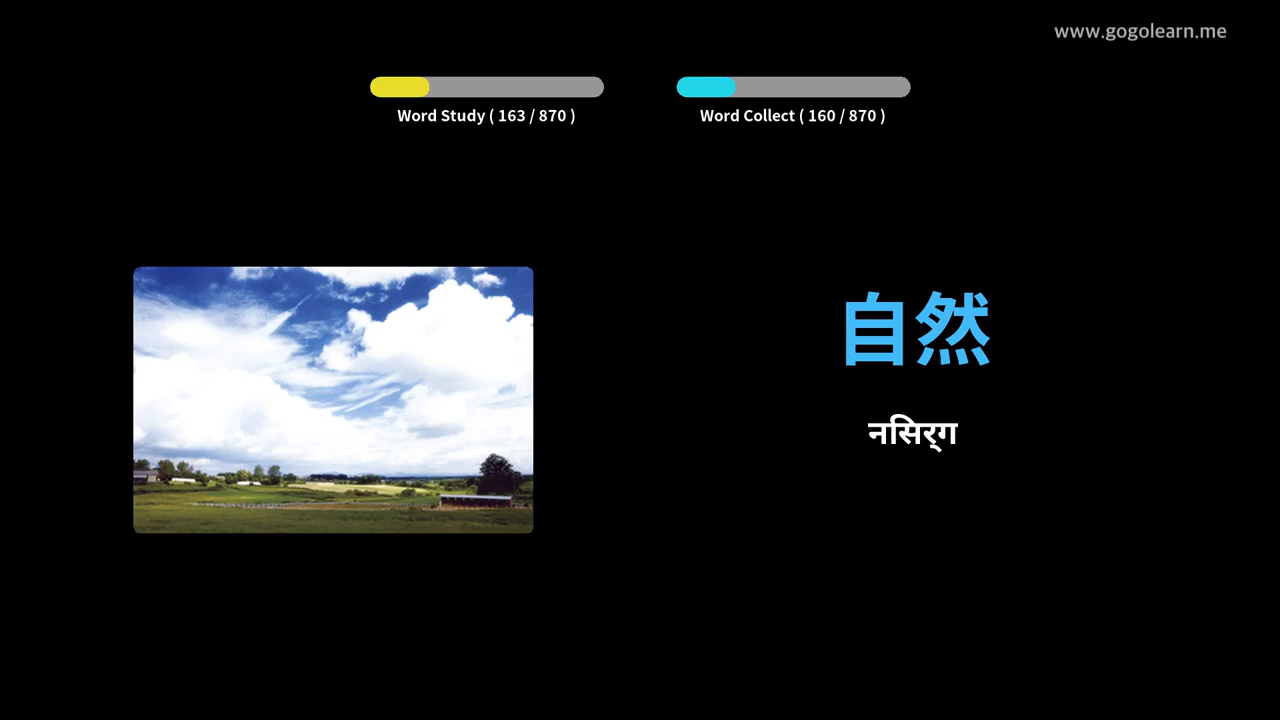 www.gogolearn.me
Word Study ( 163 / 870 )
Word Collect ( 160 / 870 )
自然
नसिर्‌ग